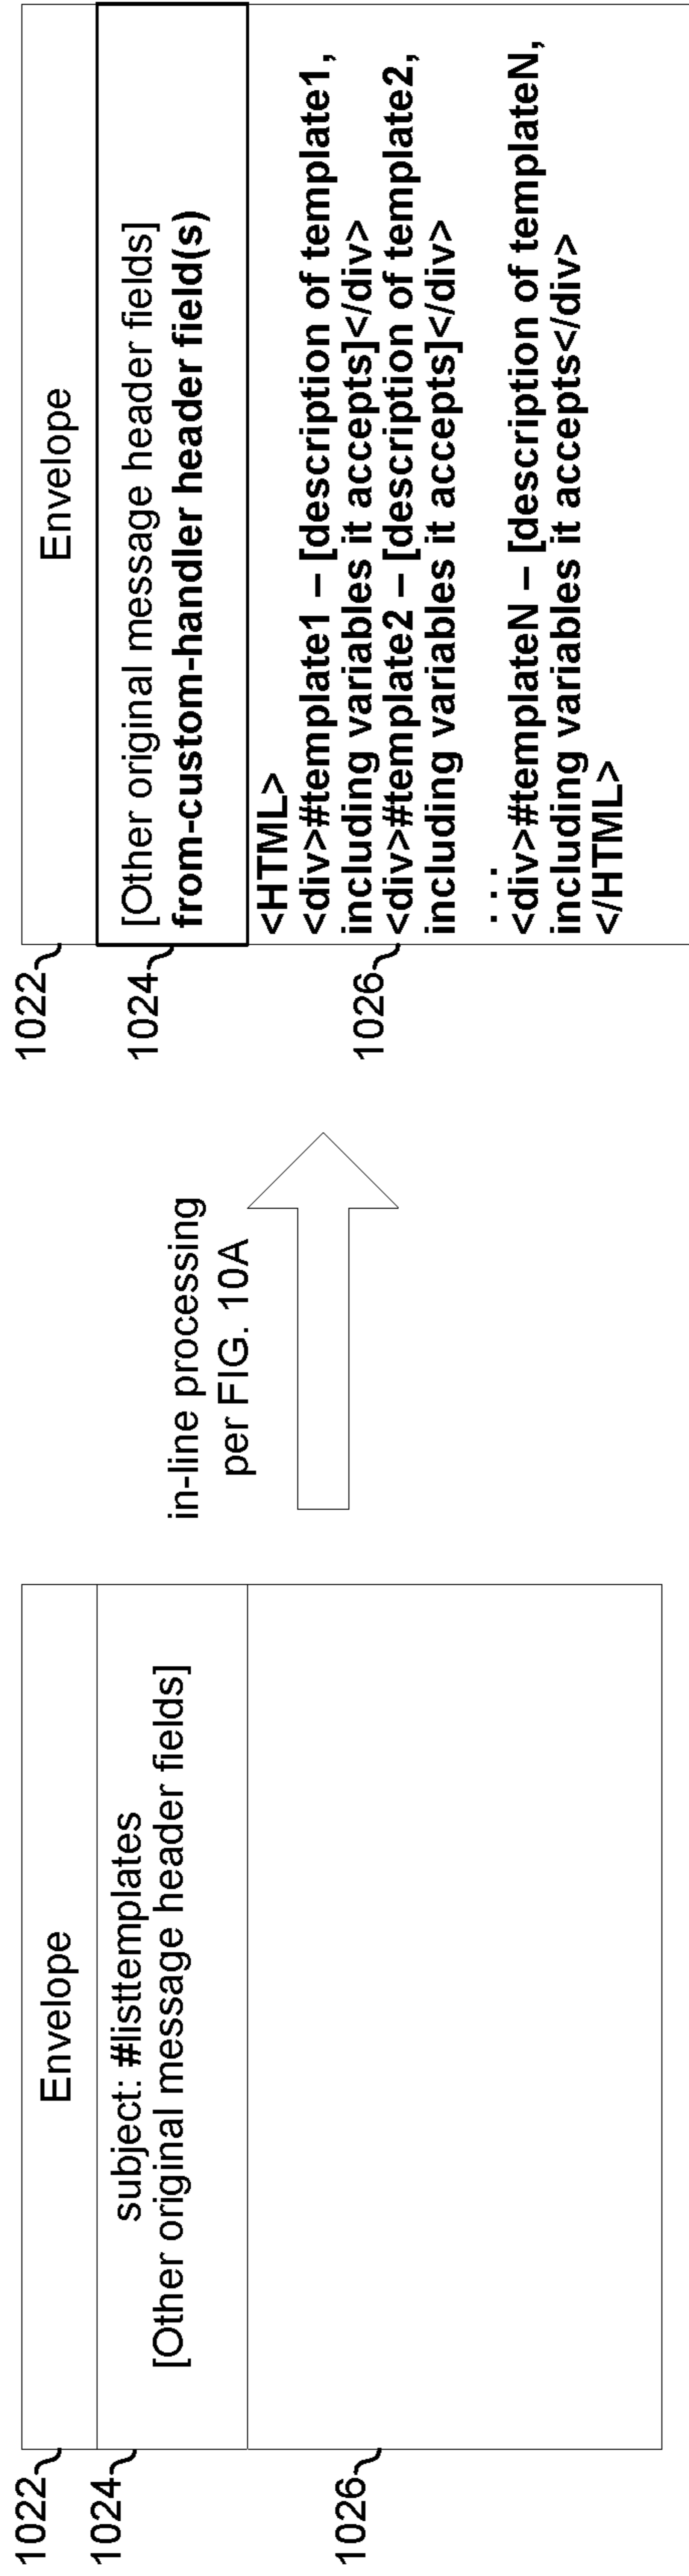 1022
Envelope
1024
subject: #listtemplates
[Other original message header fields]
1026
in-line processing
per FIG. 10A
1022
Envelope
1024
[Other original message header fields]
from-custom-handler header field(s)
1026
<HTML>
<div>#template1 – [description of template1,
including variables it accepts]</div>
<div>#template2 – [description of template2,
including variables it accepts]</div>
. . .
<div>#templateN – [description of templateN,
including variables it accepts</div>
</HTML>